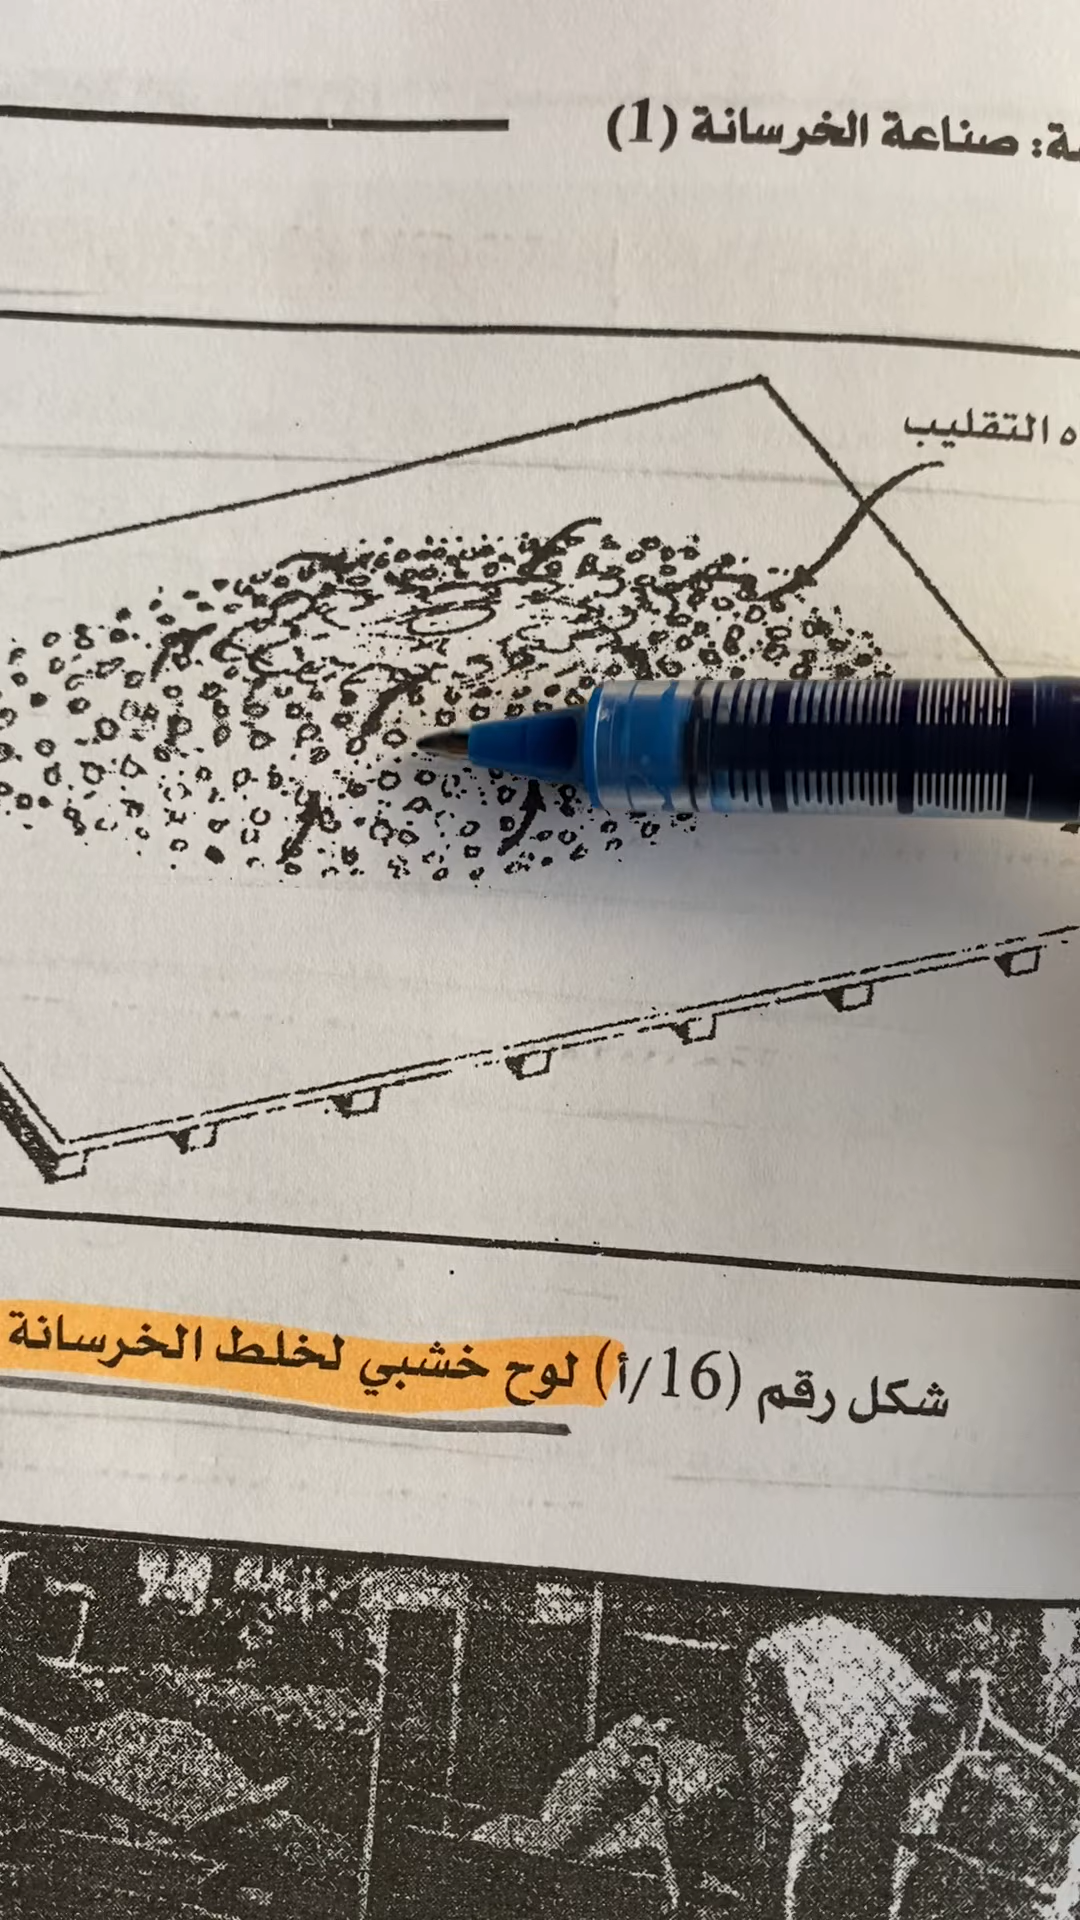 صناعة الخرسانة (1)
التقليب
شكل رقم (16/أ) لوح خشبي لخلط الخرسانة